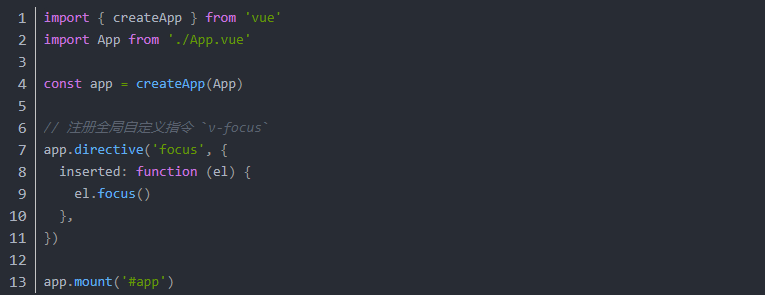 1 import { createApp } from 'vue'
2 import App from './App.vue'
3
4 const app = createApp(App)
5
6 // 注册全局自定义指令 `v-focus`
7 app.directive('focus', {
8   inserted: function (el) {
9     el.focus()
10   },
11 })
12
13 app.mount('#app')